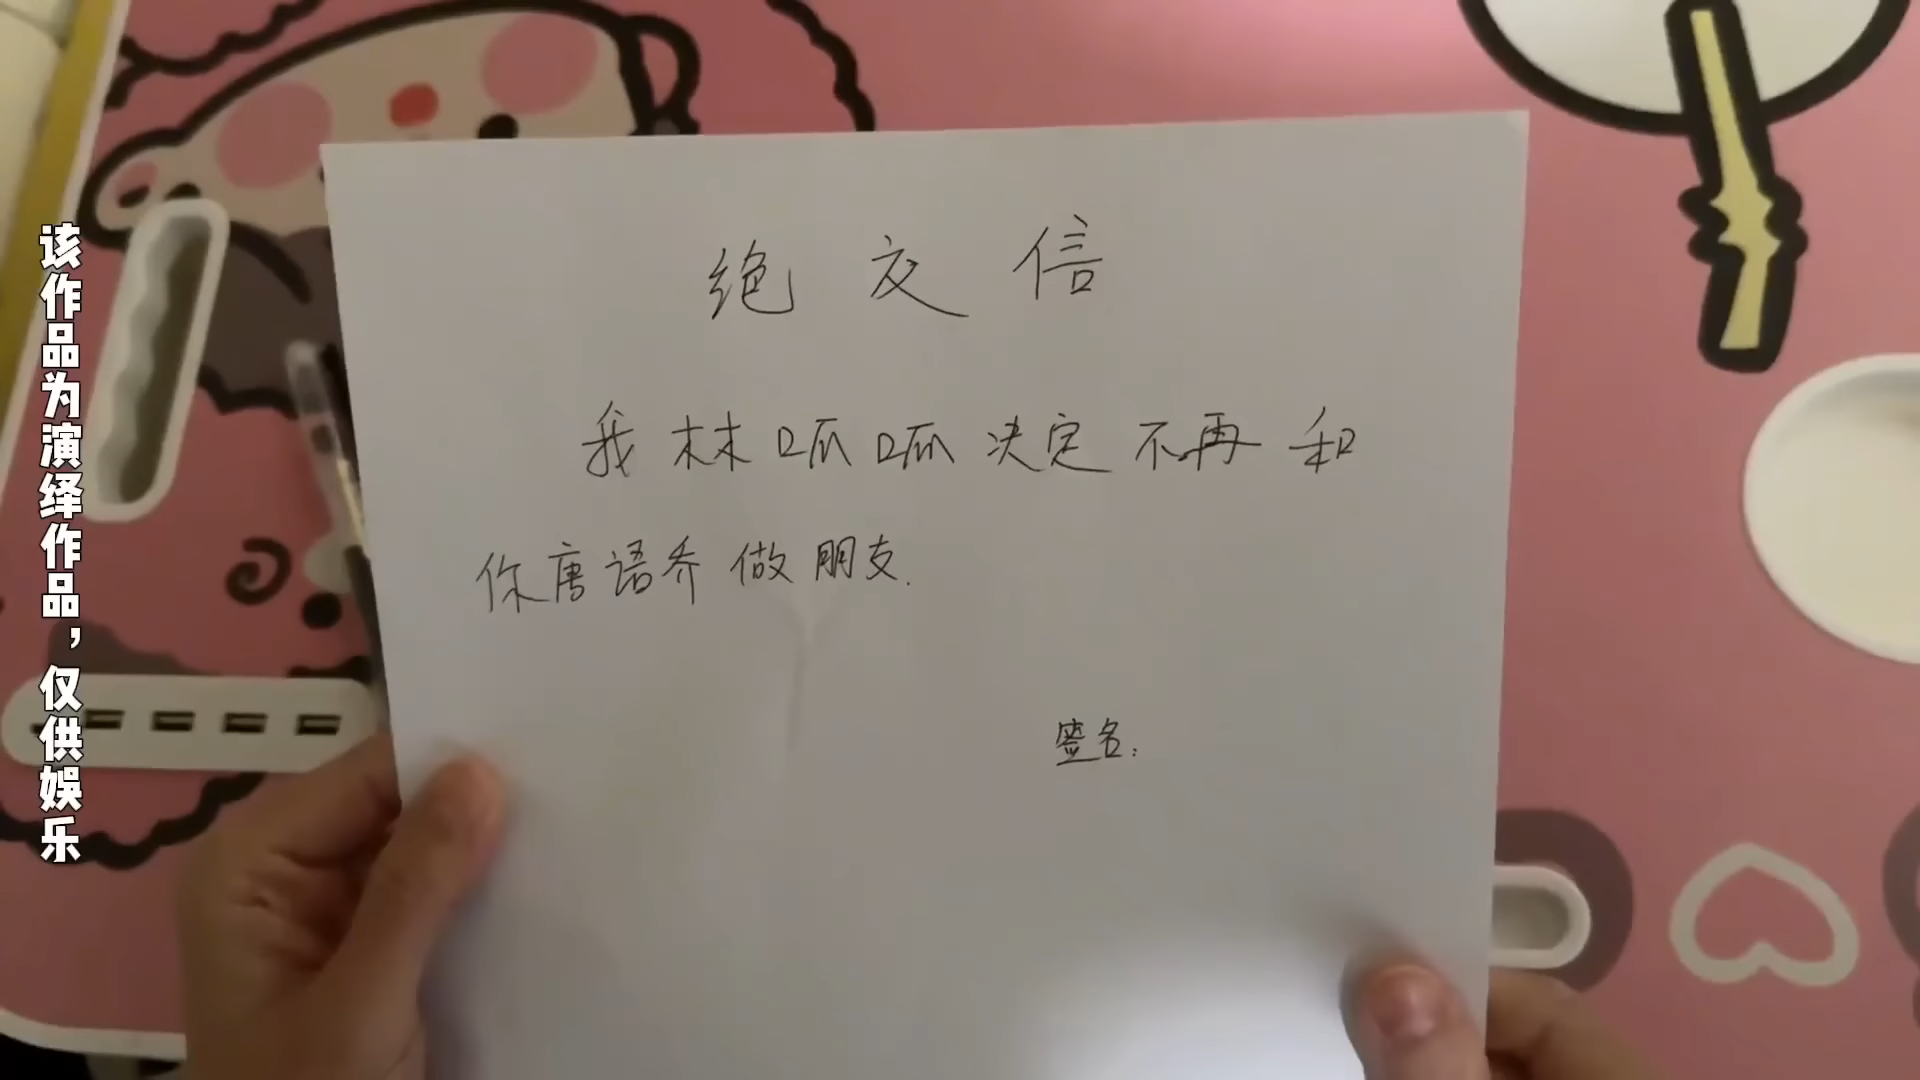 该作品为演绎作品，仅供娱乐
绝交信
我林呱呱决定不再和
你唐语乔做朋友.
签名: